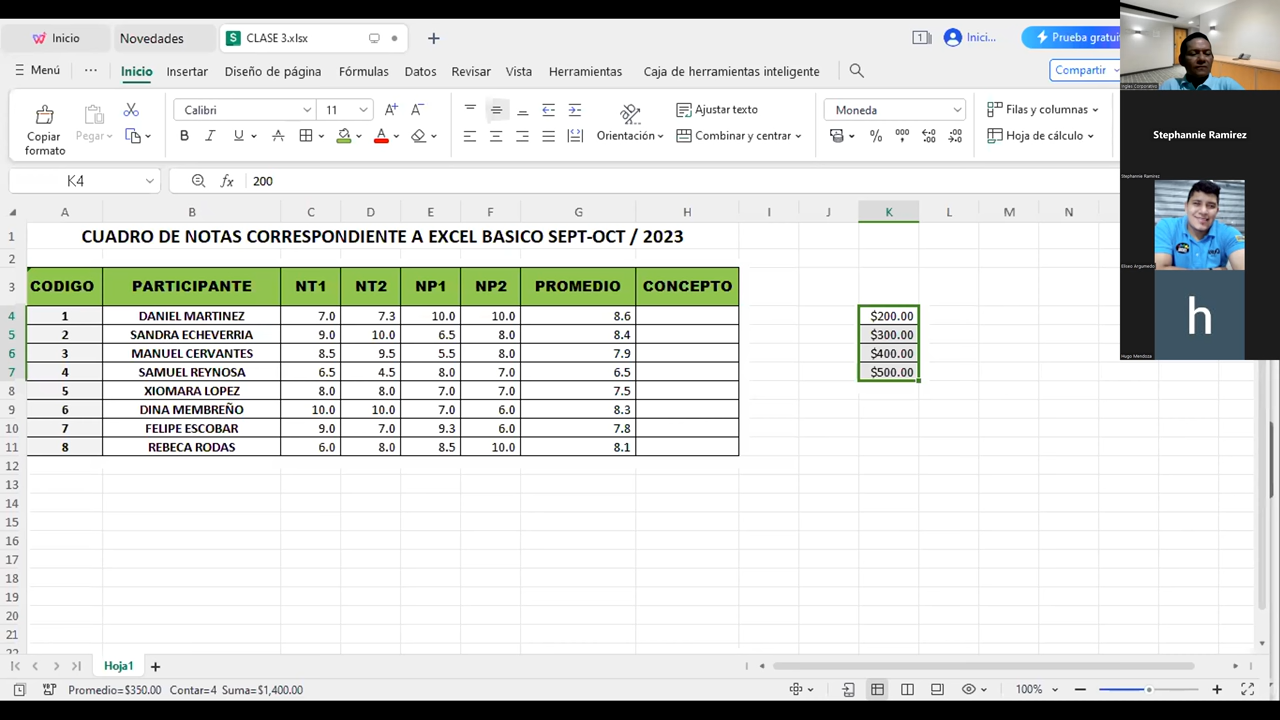 Inicio
Novedades
CLASE 3.xlsx
Inici...
Prueba gratui
Menú
Inicio
Insertar
Diseño de página
Fórmulas
Datos
Revisar
Vista
Herramientas
Caja de herramientas inteligente
Compartir
Copiar formato
Pegar
Calibri
11
Orientación
Ajustar texto
Combinar y centrar
Moneda
Filas y columnas
Hoja de cálculo
K4
fx
200
A B C D E F G H I J K L M N
1 CUADRO DE NOTAS CORRESPONDIENTE A EXCEL BASICO SEPT-OCT / 2023
2
3 CODIGO PARTICIPANTE NT1 NT2 NP1 NP2 PROMEDIO CONCEPTO
4 1 DANIEL MARTINEZ 7.0 7.3 10.0 10.0 8.6 $200.00
5 2 SANDRA ECHEVERRIA 9.0 10.0 6.5 8.0 8.4 $300.00
6 3 MANUEL CERVANTES 8.5 9.5 5.5 8.0 7.9 $400.00
7 4 SAMUEL REYNOSA 6.5 4.5 8.0 7.0 6.5 $500.00
8 5 XIOMARA LOPEZ 8.0 8.0 7.0 7.0 7.5
9 6 DINA MEMBREÑO 10.0 10.0 7.0 6.0 8.3
10 7 FELIPE ESCOBAR 9.0 7.0 9.3 6.0 7.8
11 8 REBECA RODAS 6.0 8.0 8.5 10.0 8.1
12
13
14
15
16
17
18
19
20
21
22
Hoja1
Promedio=$350.00 Contar=4 Suma=$1,400.00
100%
Ingles Corporativo
Stephannie Ramirez
Stephannie Ramirez
Eliseo Argumedo
h
Hugo Mendoza